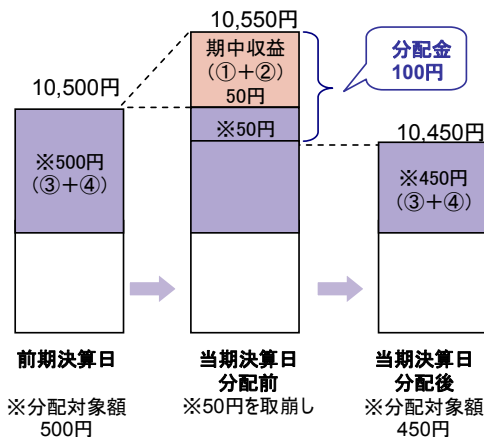 10,550円
期中収益
(①+②)
50円
分配金
100円
10,500円
※50円
10,450円
※500円
(③+④)
※450円
(③+④)
前期決算日
当期決算日
分配前
当期決算日
分配後
※分配対象額
500円
※50円を取崩し
※分配対象額
450円